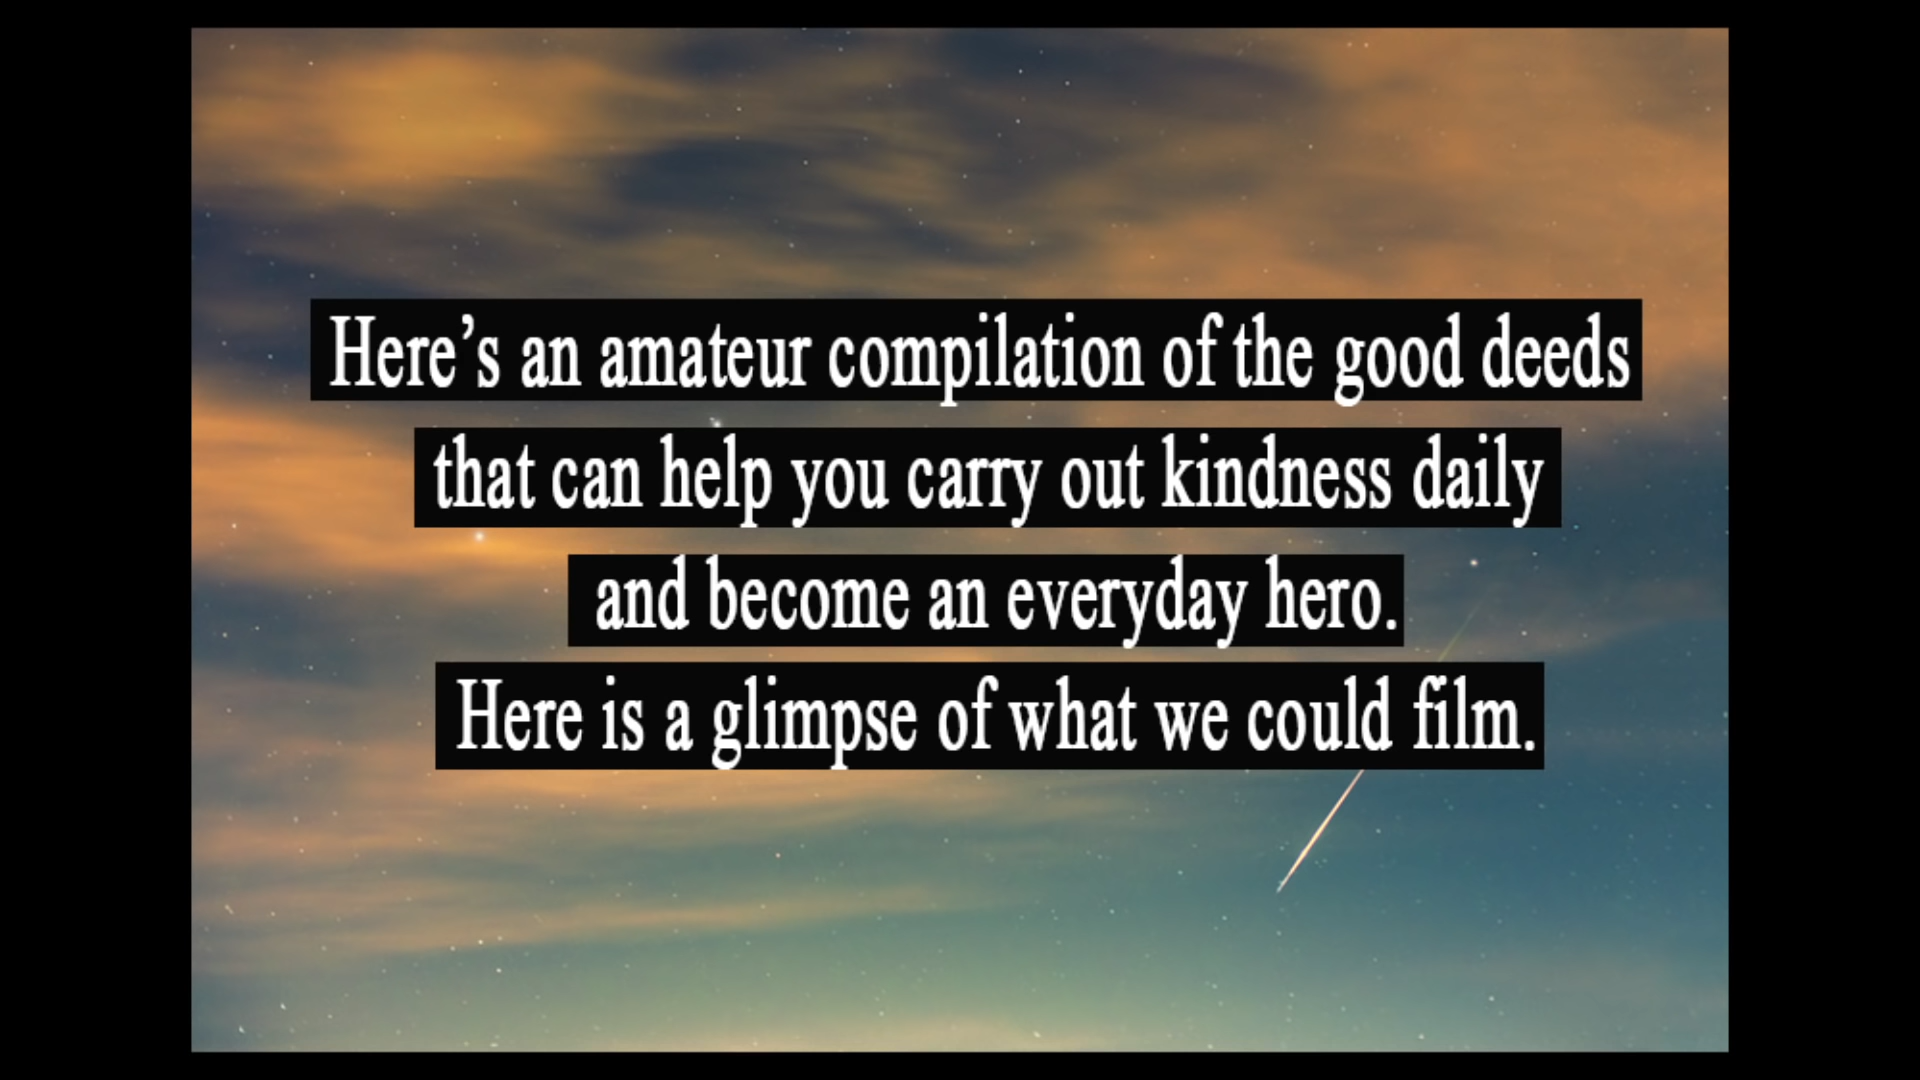 Here’s an amateur compilation of the good deeds
that can help you carry out kindness daily
and become an everyday hero.
Here is a glimpse of what we could film.